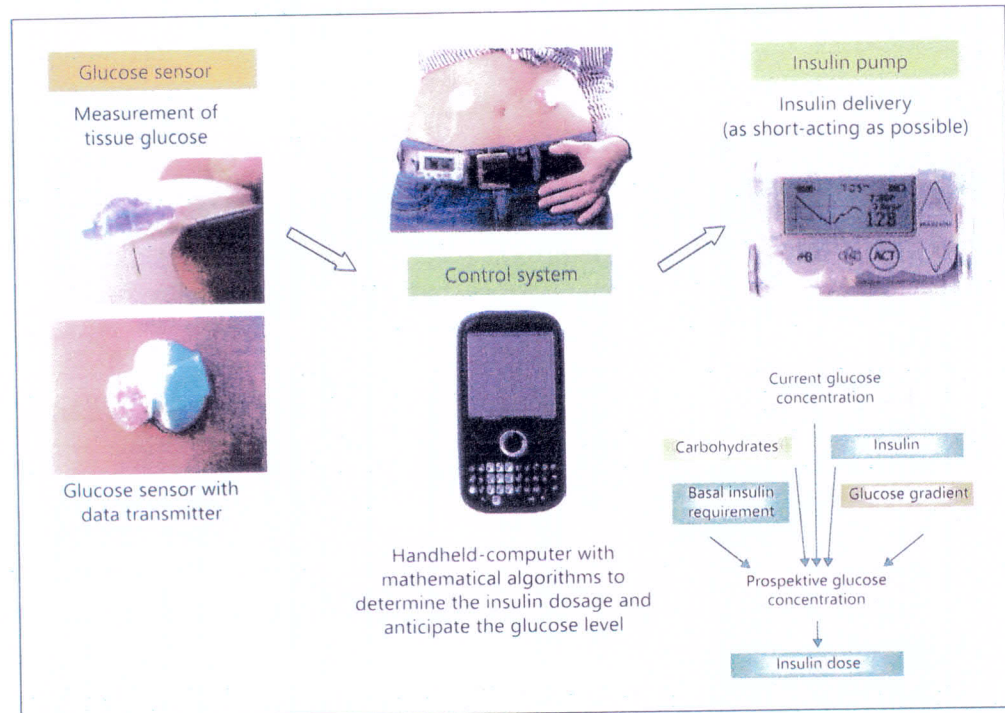 Glucose sensor
Measurement of
tissue glucose
Glucose sensor with
data transmitter
Control system
Handheld-computer with
mathematical algorithms to
determine the insulin dosage and
anticipate the glucose level
Insulin pump
Insulin delivery
(as short-acting as possible)
128
ACT
Current glucose
concentration
Carbohydrates
Insulin
Basal insulin
requirement
Glucose gradient
Prospektive glucose
concentration
Insulin dose